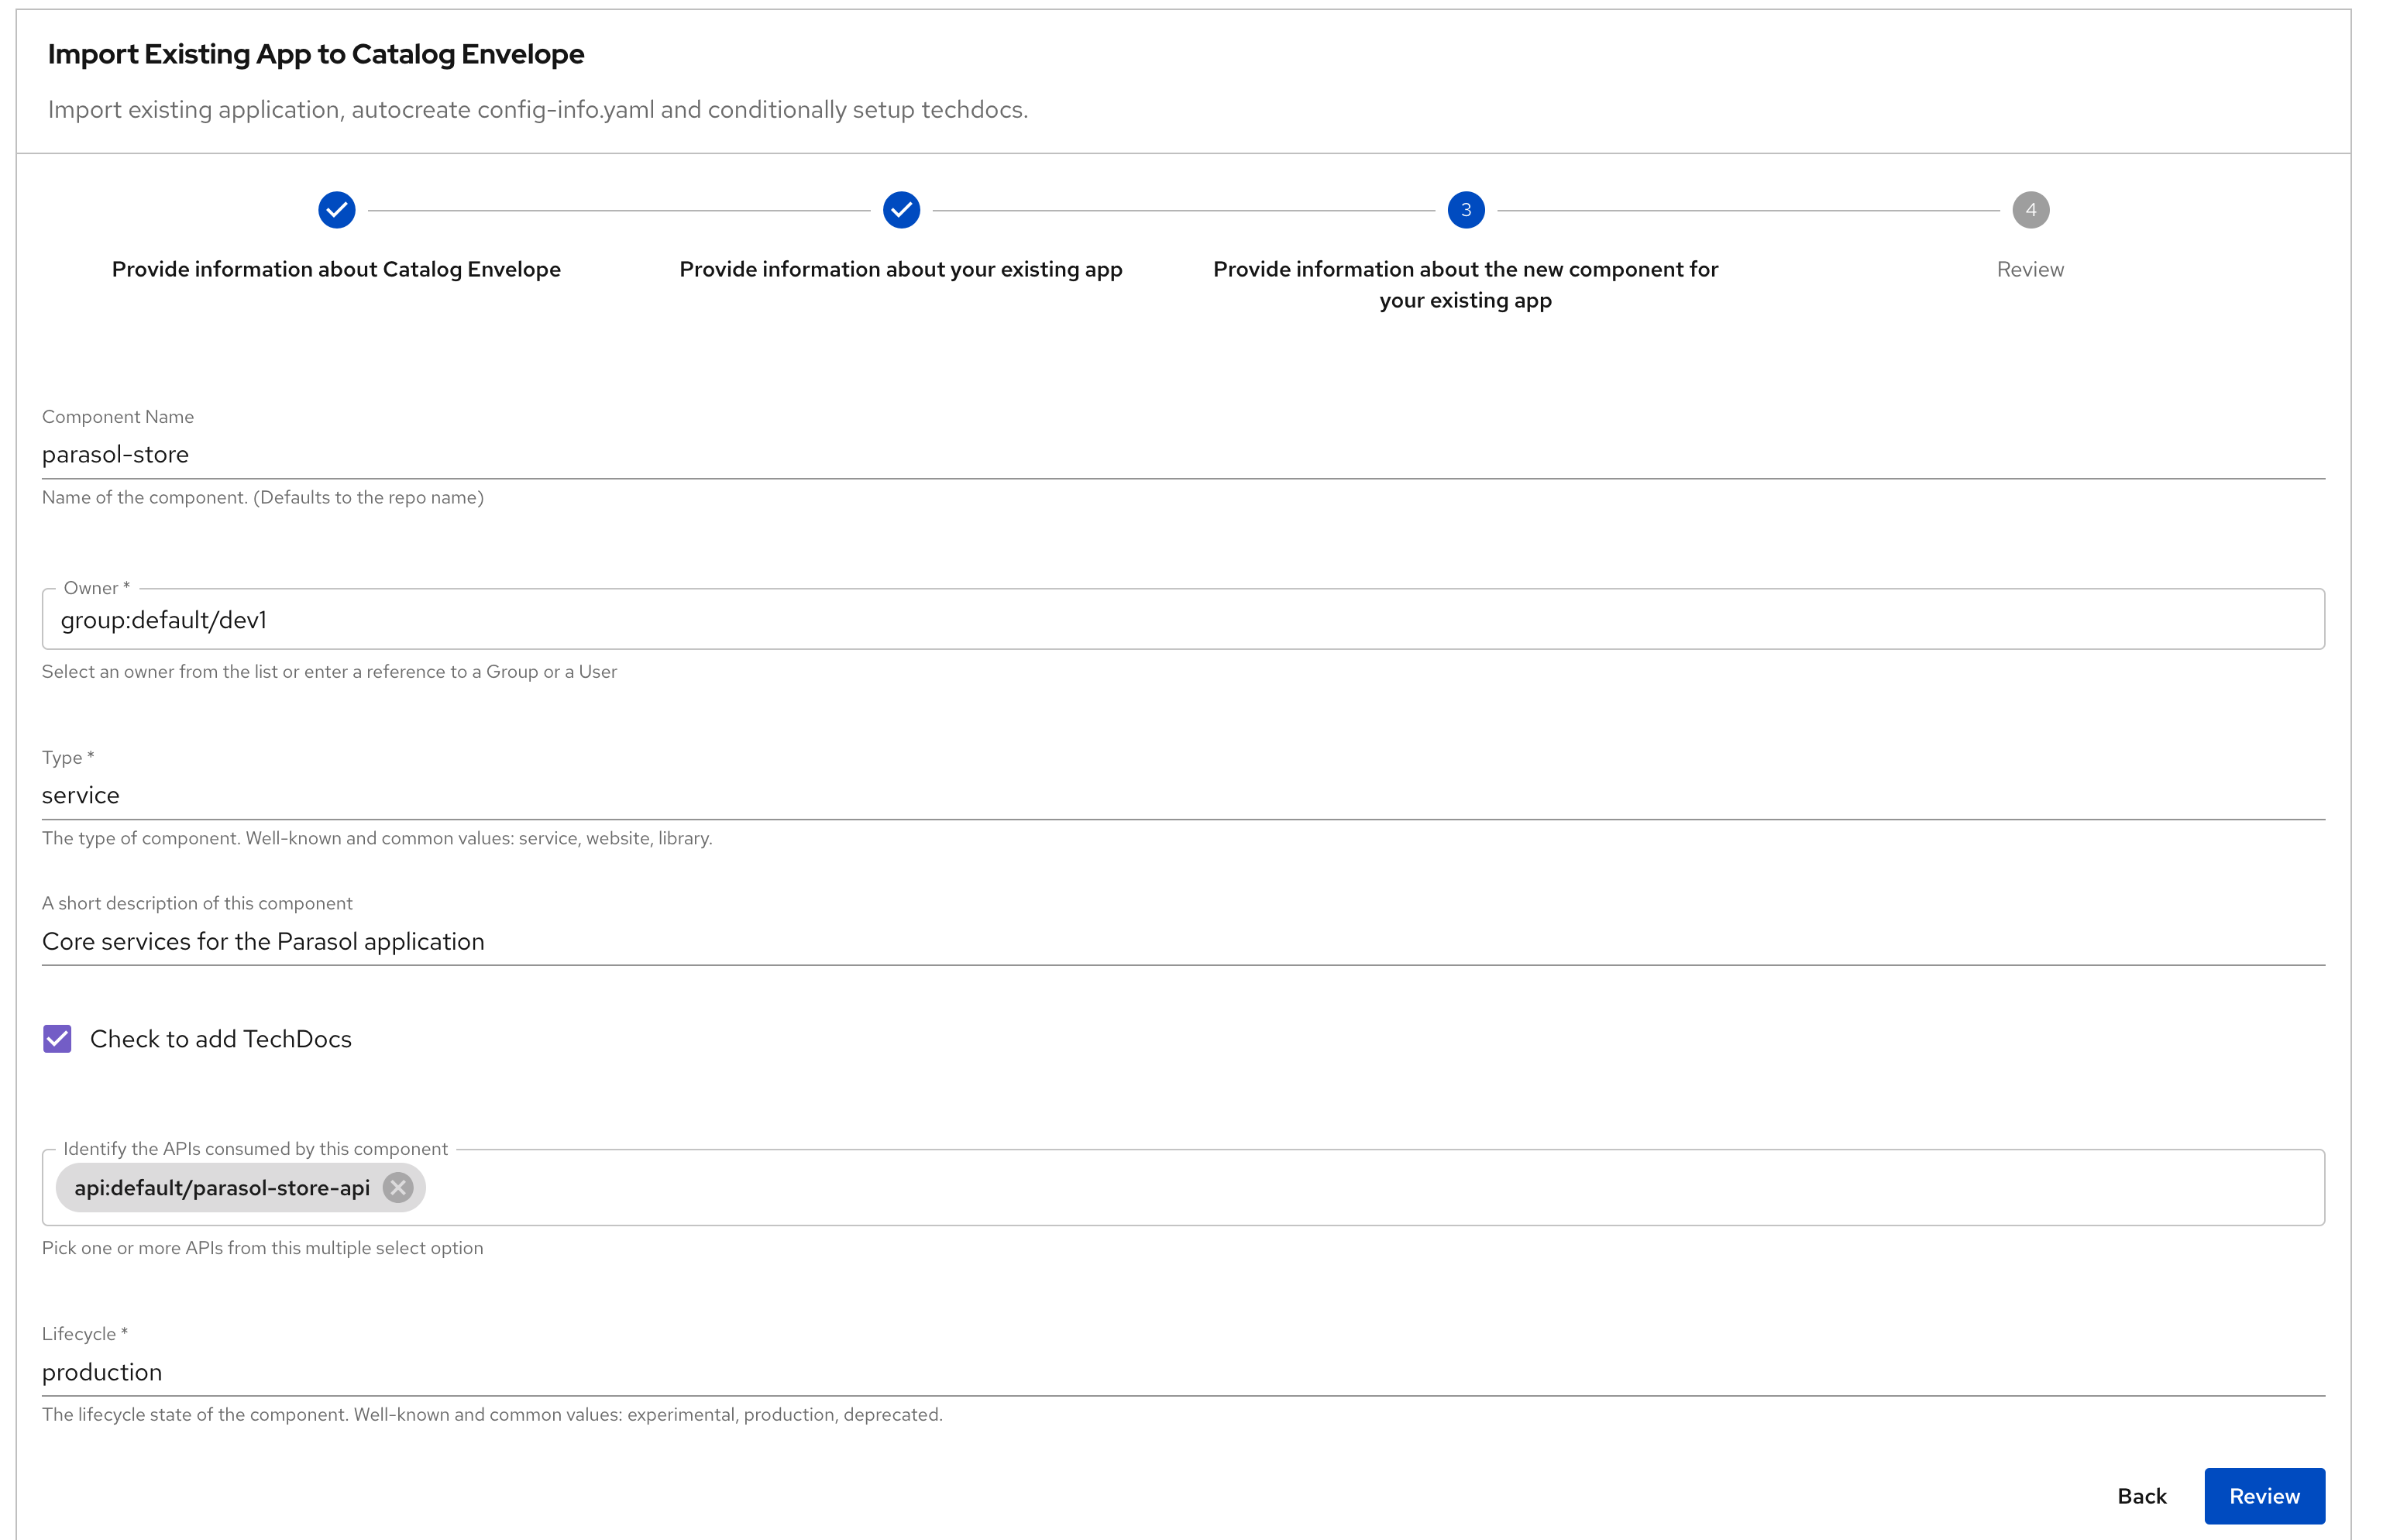 Import Existing App to Catalog Envelope
Import existing application, autocreate config-info.yaml and conditionally setup techdocs.
3
4
Provide information about Catalog Envelope
Provide information about your existing app
Provide information about the new component for
your existing app
Review
Component Name
parasol-store
Name of the component. (Defaults to the repo name)
Owner *
group:default/dev1
Select an owner from the list or enter a reference to a Group or a User
Type *
service
The type of component. Well-known and common values: service, website, library.
A short description of this component
Core services for the Parasol application
Check to add TechDocs
Identify the APIs consumed by this component
api:default/parasol-store-api
Pick one or more APIs from this multiple select option
Lifecycle *
production
The lifecycle state of the component. Well-known and common values: experimental, production, deprecated.
Back
Review